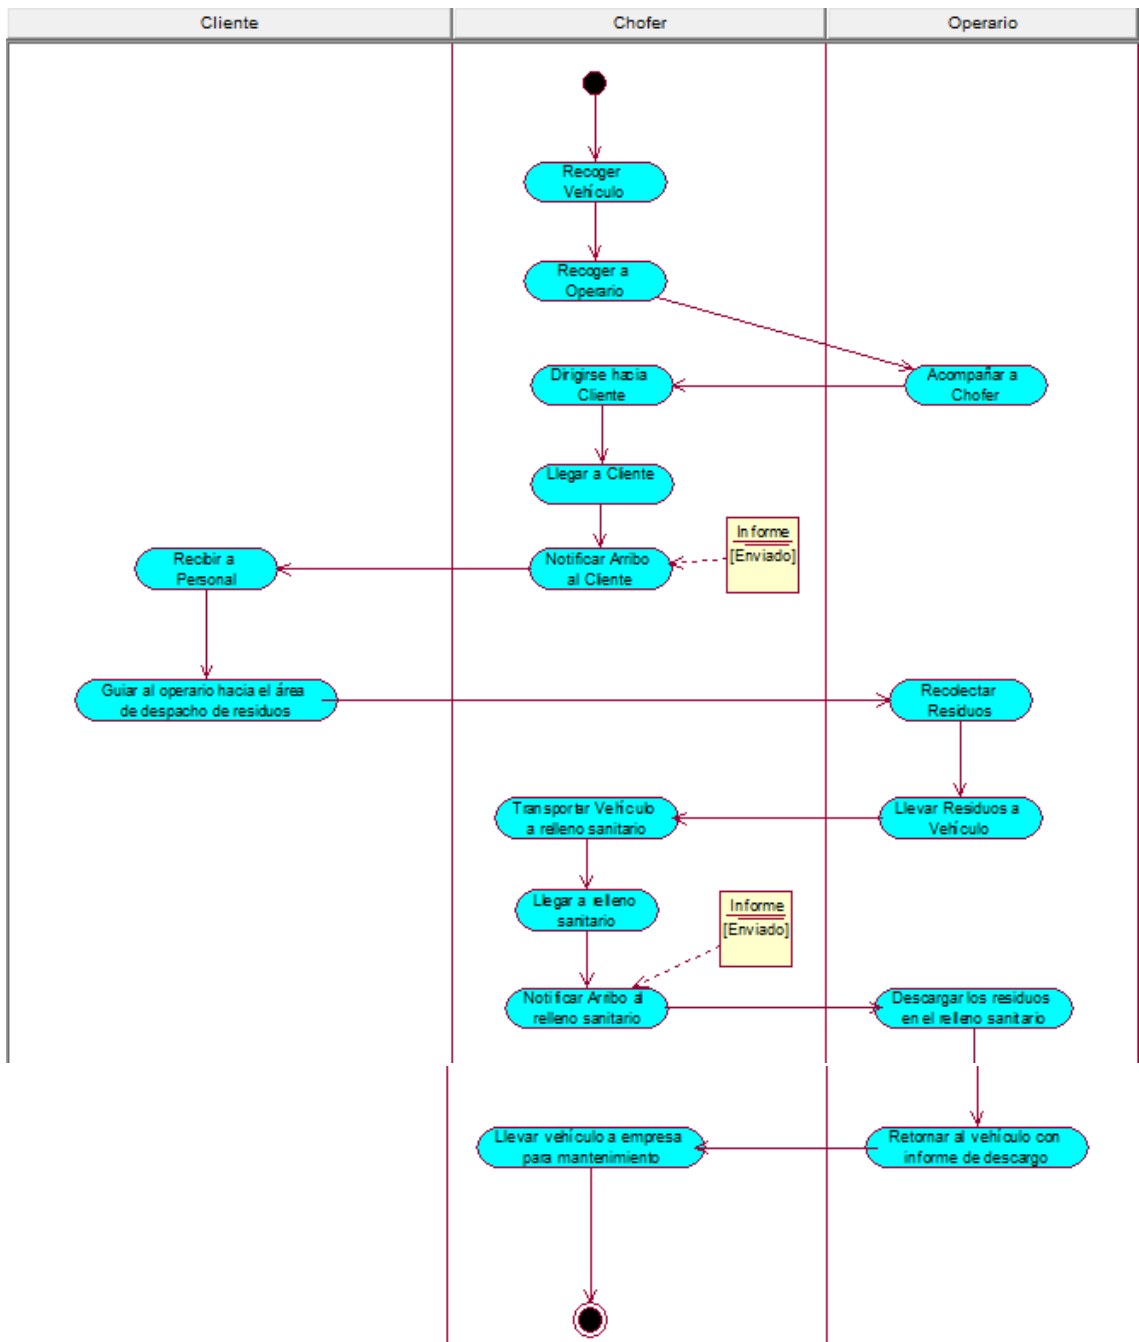 Cliente
Chofer
Operario
Recoger
Vehículo
Recoger a
Operario
Dirigirse hacia
Cliente
Acompañar a
Chofer
Llegar a Cliente
Informe
[Enviado]
Recibir a
Personal
Notificar Arribo
al Cliente
Guiar al operario hacia el área
de despacho de residuos
Recolectar
Residuos
Transportar Vehículo
a relleno sanitario
Llevar Residuos a
Vehículo
Llegar a relleno
sanitario
Informe
[Enviado]
Notificar Arribo al
relleno sanitario
Descargar los residuos
en el relleno sanitario
Llevar vehículo a empresa
para mantenimiento
Retornar al vehículo con
informe de descargo